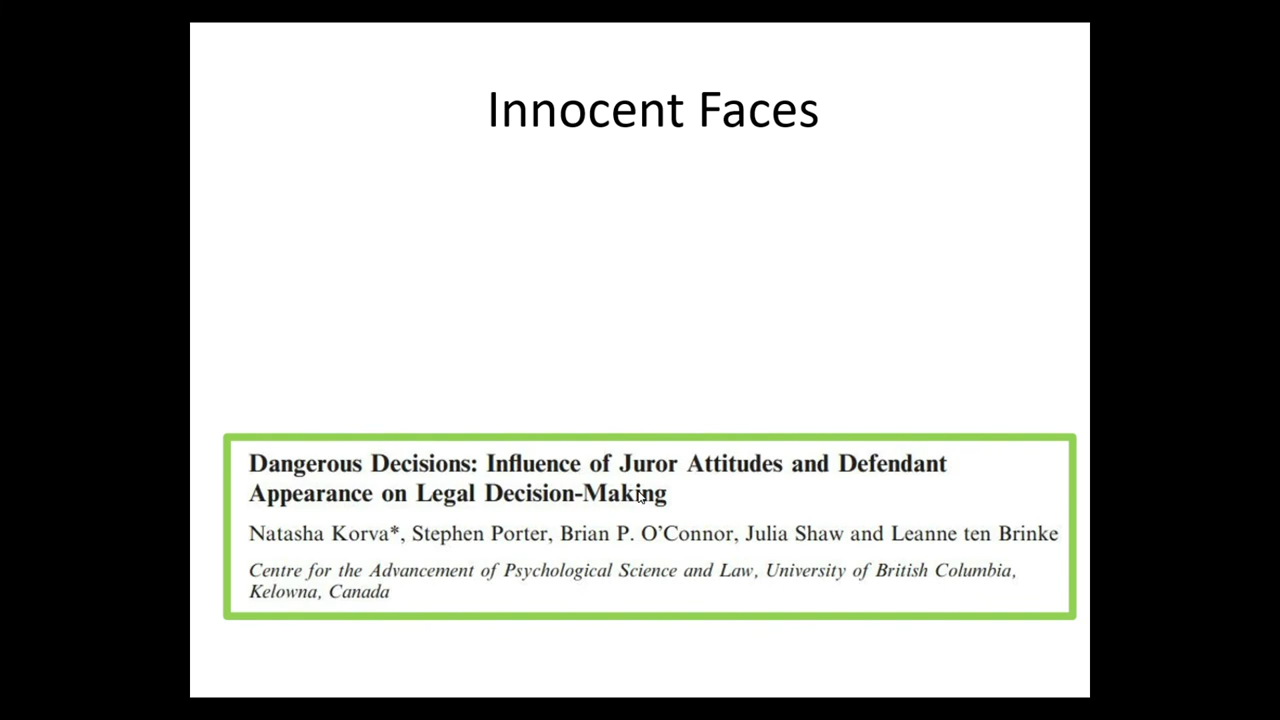 Innocent Faces
Dangerous Decisions: Influence of Juror Attitudes and Defendant
Appearance on Legal Decision-Making
Natasha Korva*, Stephen Porter, Brian P. O’Connor, Julia Shaw and Leanne ten Brinke
Centre for the Advancement of Psychological Science and Law, University of British Columbia,
Kelowna, Canada